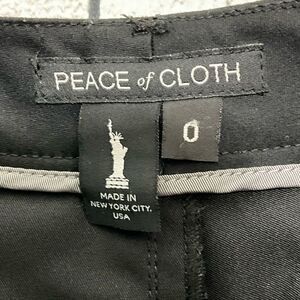 PEACE of CLOTH
0
MADE IN
NEW YORK CITY,
USA